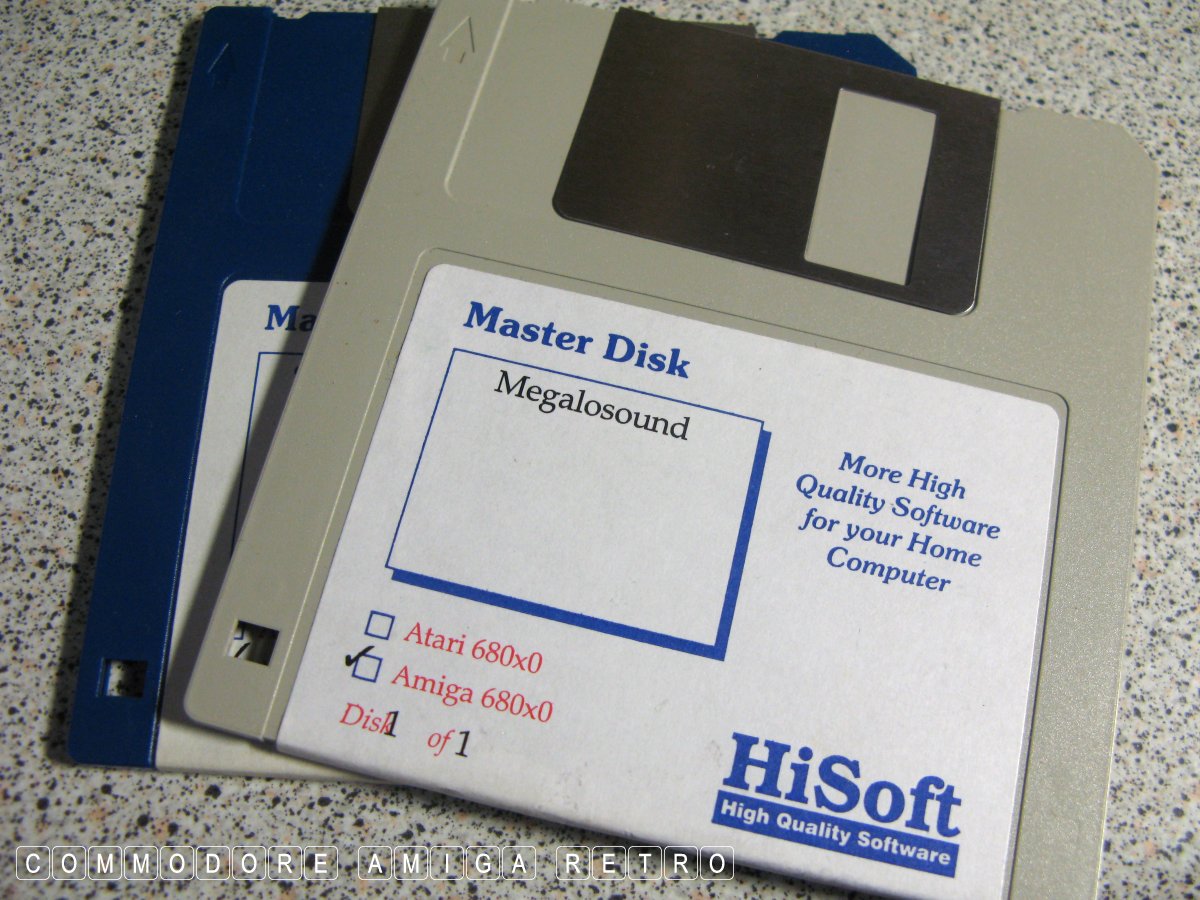 Master Disk
Megalosound
More High
Quality Software
for your Home
Computer
Atari 680x0
Amiga 680x0
Disk 1 of 1
HiSoft
High Quality Software
Ma
COMMODORE AMIGA RETRO